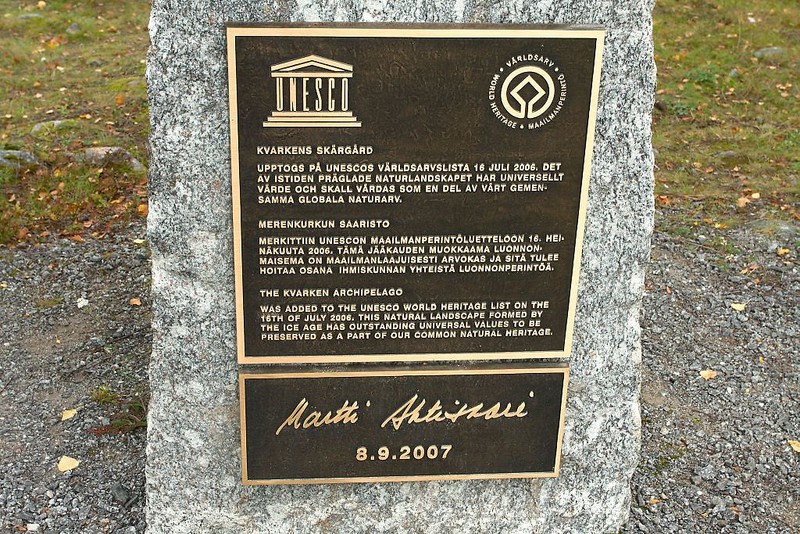 UNESCO
VÄRLDSARV • MAAILMANPERINTÖ • WORLD HERITAGE •
KVARKENS SKÄRGÅRD
UPPTOGS PÅ UNESCOS VÄRLDSARVSLISTA 16 JULI 2006. DET
AV ISTIDEN PRÄGLADE NATURLANDSKAPET HAR UNIVERSELLT
VÄRDE OCH SKALL VÅRDAS SOM EN DEL AV VÅRT GEMEN-
SAMMA GLOBALA NATURARV.
MERENKURKUN SAARISTO
MERKITTIIN UNESCON MAAILMANPERINTÖLUETTELOON 16. HEI-
NÄKUUTA 2006. TÄMÄ JÄÄKAUDEN MUOKKAAMA LUONNON-
MAISEMA ON MAAILMANLAAJUISESTI ARVOKAS JA SITÄ TULEE
HOITAA OSANA IHMISKUNNAN YHTEISTÄ LUONNONPERINTÖÄ.
THE KVARKEN ARCHIPELAGO
WAS ADDED TO THE UNESCO WORLD HERITAGE LIST ON THE
16TH OF JULY 2006. THIS NATURAL LANDSCAPE FORMED BY
THE ICE AGE HAS OUTSTANDING UNIVERSAL VALUES TO BE
PRESERVED AS A PART OF OUR COMMON NATURAL HERITAGE.
Martti Ahtisaari
8.9.2007